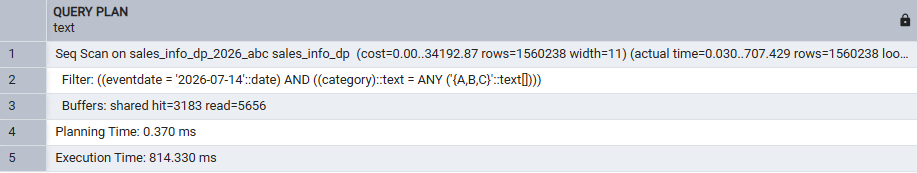 QUERY PLAN
text
1 Seq Scan on sales_info_dp_2026_abc sales_info_dp (cost=0.00..34192.87 rows=1560238 width=11) (actual time=0.030..707.429 rows=1560238 loo...
2 Filter: ((eventdate = '2026-07-14'::date) AND ((category)::text = ANY ('{A,B,C}'::text[])))
3 Buffers: shared hit=3183 read=5656
4 Planning Time: 0.370 ms
5 Execution Time: 814.330 ms